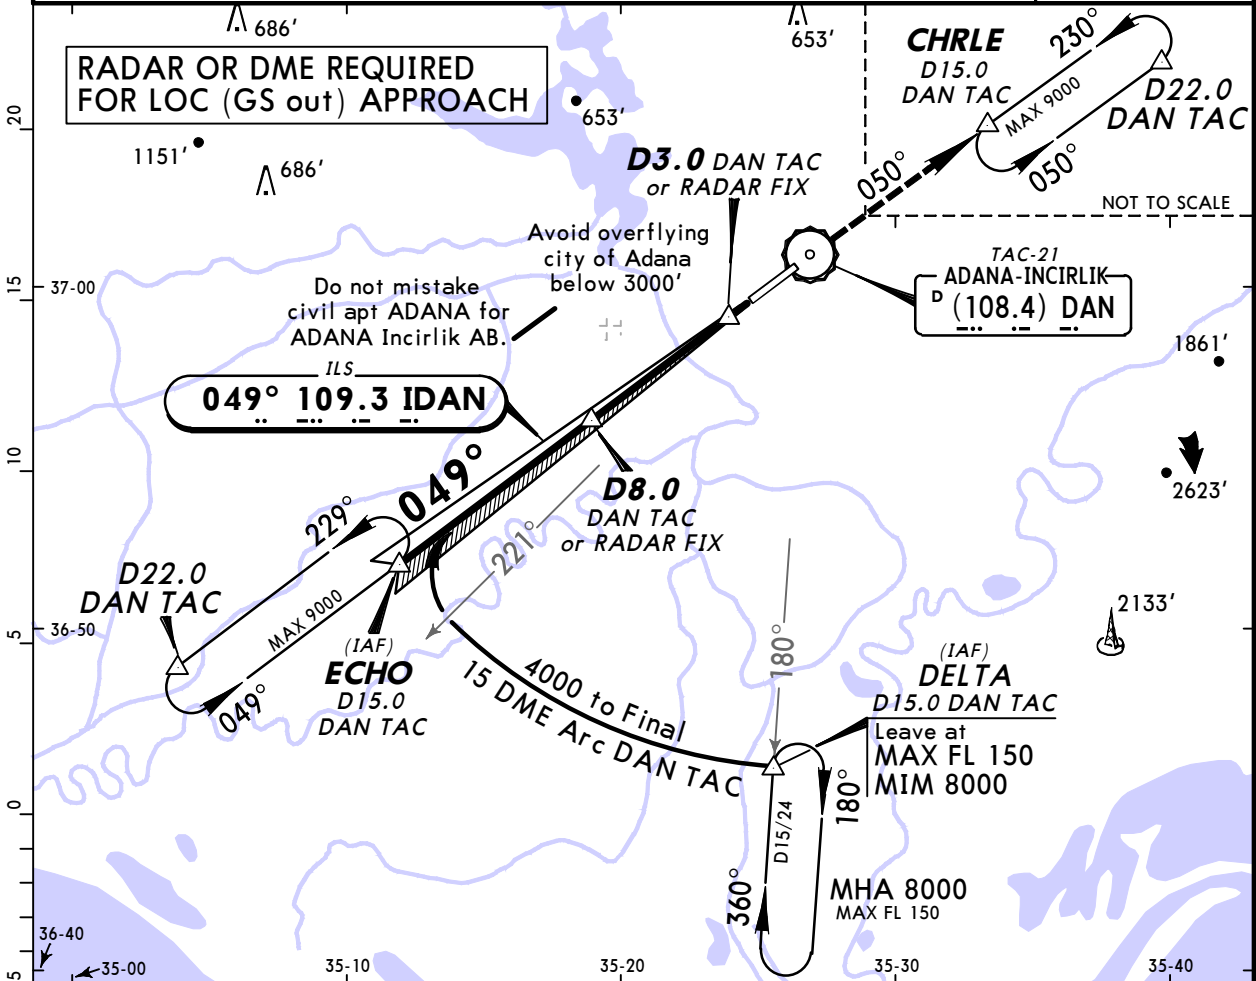 686'
653'
RADAR OR DME REQUIRED
FOR LOC (GS out) APPROACH
653'
1151'
686'
CHRLE
D15.0
DAN TAC
230°
MAX 9000
D22.0
DAN TAC
050°
050°
NOT TO SCALE
D3.0 DAN TAC
or RADAR FIX
Avoid overflying
city of Adana
below 3000'
Do not mistake
civil apt ADANA for
ADANA Incirlik AB.
TAC-21
ADANA-INCIRLIK
D (108.4) DAN
1861'
ILS
049° 109.3 IDAN
049°
D8.0
DAN TAC
or RADAR FIX
2623'
229°
221°
D22.0
DAN TAC
MAX 9000
049°
(IAF)
ECHO
D15.0
DAN TAC
4000 to Final
15 DME Arc DAN TAC
180°
2133'
(IAF)
DELTA
D15.0 DAN TAC
Leave at
MAX FL 150
MIM 8000
180°
D15/24
360°
MHA 8000
MAX FL 150
20
15
10
5
0
5
37-00
36-50
36-40
35-00
35-10
35-20
35-30
35-40